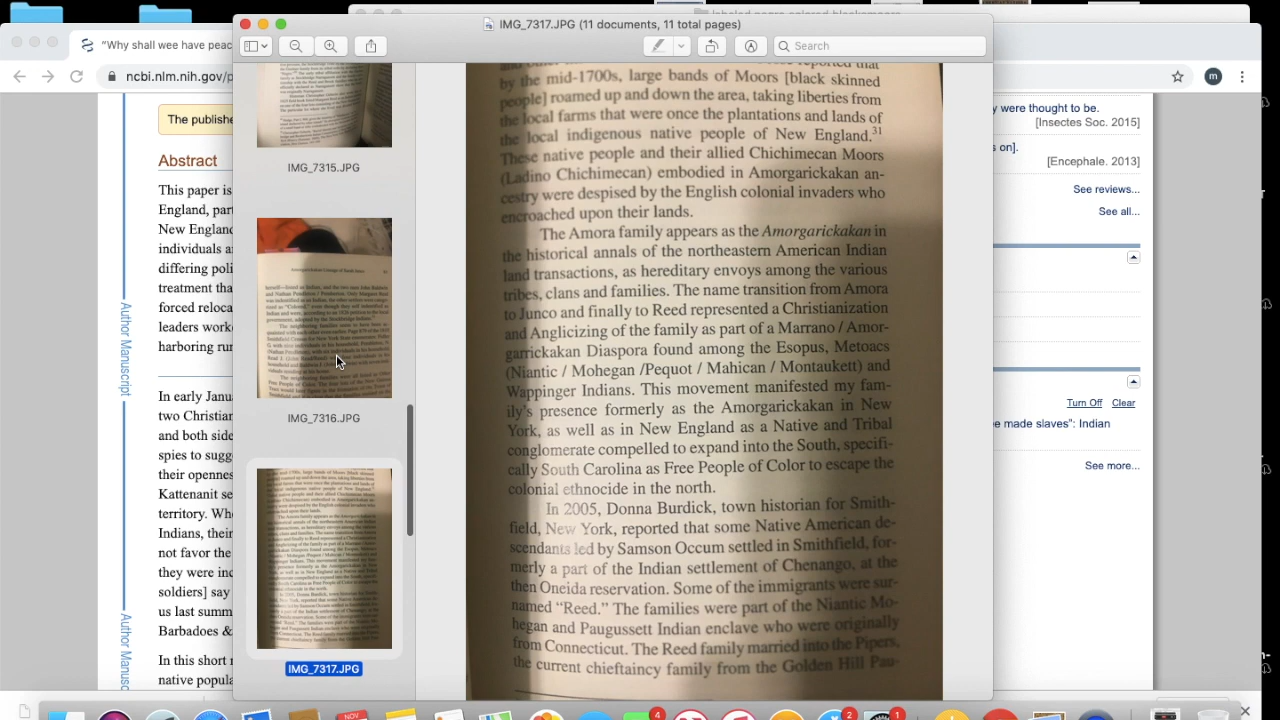 IMG_7317.JPG (11 documents, 11 total pages)
Search
"Why shall wee have peac
ncbi.nlm.nih.gov/p
m
The publishe
Abstract
This paper is
England, part
New England
individuals a
differing poli
treatment tha
forced reloca
leaders worke
harboring run
In early Janu
two Christian
and both side
spies to sugge
their openness
Kattenanit se
territory. Whe
Indians, their
not favor the
they were inc
soldiers] say
us last summ
Barbadoes &
In this short r
native popula
Author Manuscript
IMG_7315.JPG
IMG_7316.JPG
IMG_7317.JPG
by the mid-1700s, large bands of Moors [black skinned
people] roamed up and down the area taking liberties from
the local farms that were once the plantations and lands of
the local indigenous native people of New England.31
These native people and their allied Chichimecan Moors
(Ladino Chichimecan) embodied in Amorgarickakan an-
cestry were despised by the English colonial invaders who
encroached upon their lands.
The Amora family appears as the Amorgarickakan in
the historical annals of the northeastern American Indian
land transactions, as hereditary envoys among the various
tribes, clans and families. The name transition from Amora
to Junco and finally to Reed represented a Christianization
and Anglicizing of the family as part of a Marrano / Amor-
garrickakan Diaspora found among the Esopus, Metoacs
(Niantic / Mohegan /Pequot / Matouac / Montaukett) and
Wappinger Indians. This movement manifested my fam-
ily's presence formerly as the Amorgarickakan in New
York, as well as in New England as a Native and Tribal
conglomerate compelled to expand into the South, specifi-
cally South Carolina as Free People of Color to escape the
colonial ethnocide in the north.
In 2005, Donna Burdick, town historian for Smith-
field, New York, reported that some Native American de-
scendants led by Samson Occum settled in Smithfield, for-
merly a part of the Indian settlement of Chenango, at the
then Oneida reservation. Some of the emigrants were sur-
named "Reed." The families were part of the Niantic Mo-
hegan and Paugussett Indian enclave who were originally
from Connecticut. The Reed family married into the Pipers,
the current chieftaincy family from the Golden Hill Pau-
y were thought to be.
[Insectes Soc. 2015]
s on].
[Encephale. 2013]
See reviews...
See all...
Turn Off
Clear
e made slaves": Indian
See more...
NOV
4
2
1